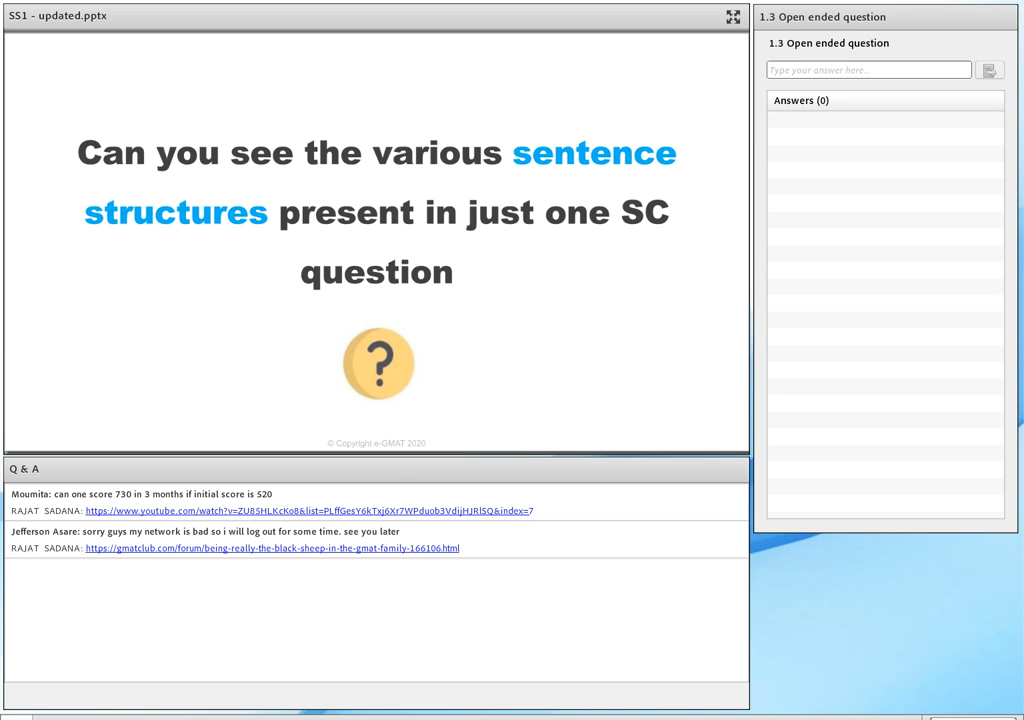 SS1 - updated.pptx
Can you see the various sentence
structures present in just one SC
question
?
© Copyright e-GMAT 2020
Q & A
Moumita: can one score 730 in 3 months if initial score is 520
RAJAT SADANA: https://www.youtube.com/watch?v=ZU85HLKcKo8&list=PLffGesY6kTxj6Xr7WPduob3VdijHJRlSQ&index=7
Jefferson Asare: sorry guys my network is bad so i will log out for some time. see you later
RAJAT SADANA: https://gmatclub.com/forum/being-really-the-black-sheep-in-the-gmat-family-166106.html
1.3 Open ended question
1.3 Open ended question
Type your answer here...
Answers (0)